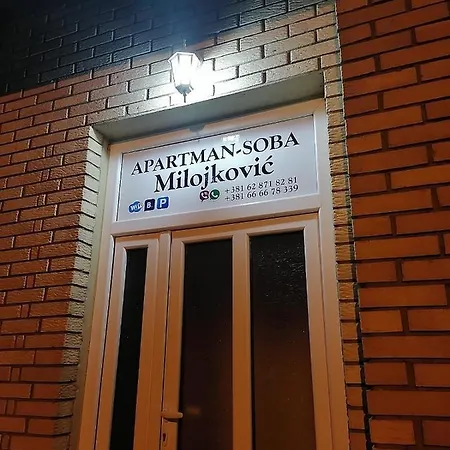 APARTMAN-SOBA
Milojković
+381 62 871 82 81
+381 66 66 78 339
B. P